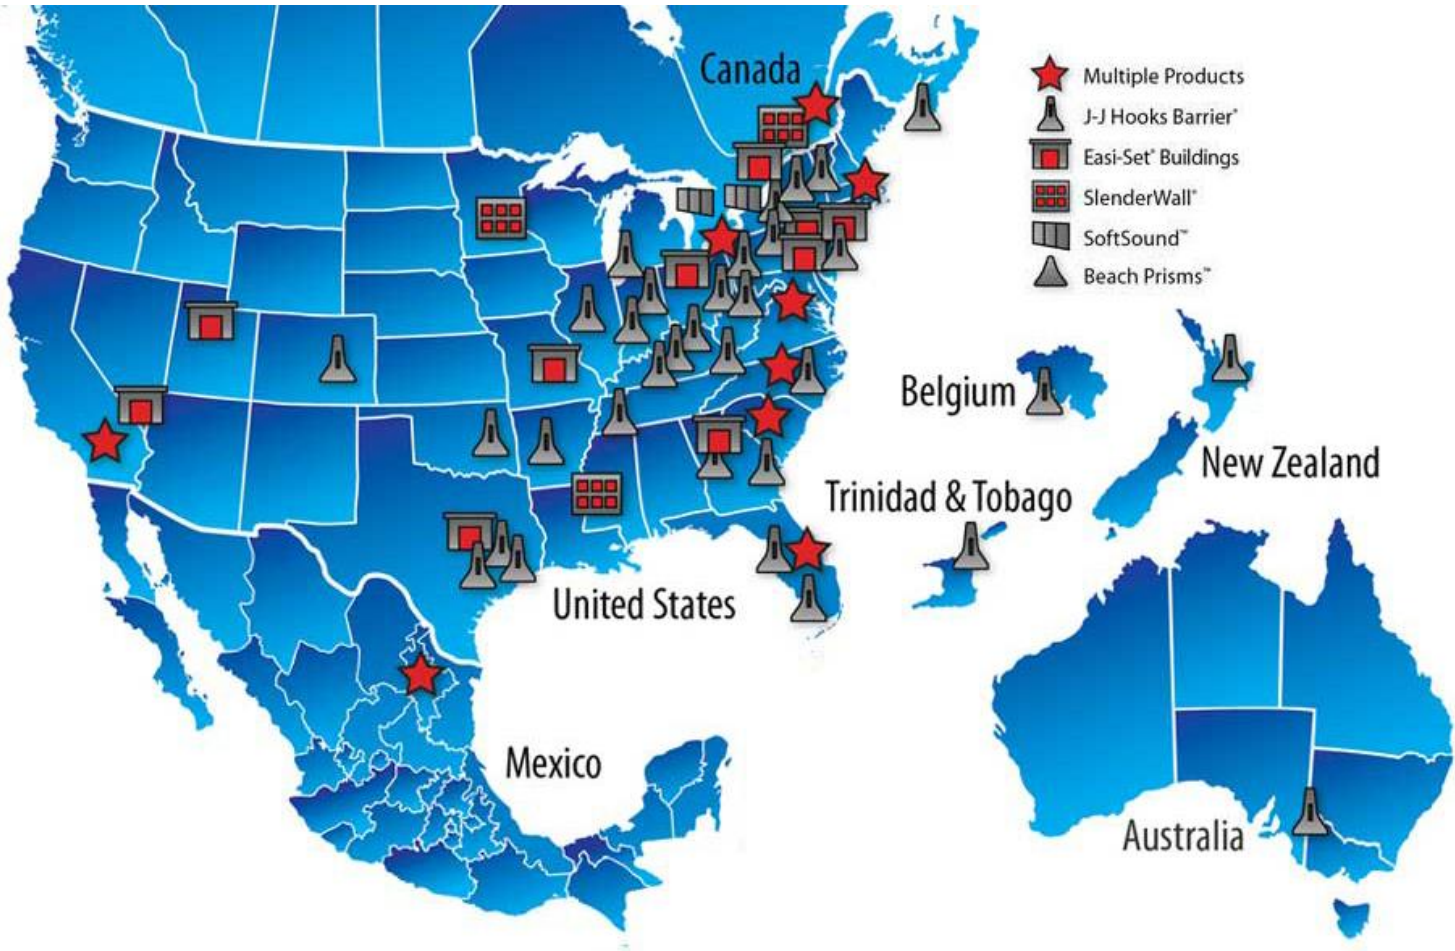 Canada
Multiple Products
J-J Hooks Barrier®
Easi-Set® Buildings
SlenderWall®
SoftSound™
Beach Prisms™
Belgium
New Zealand
Trinidad & Tobago
United States
Mexico
Australia